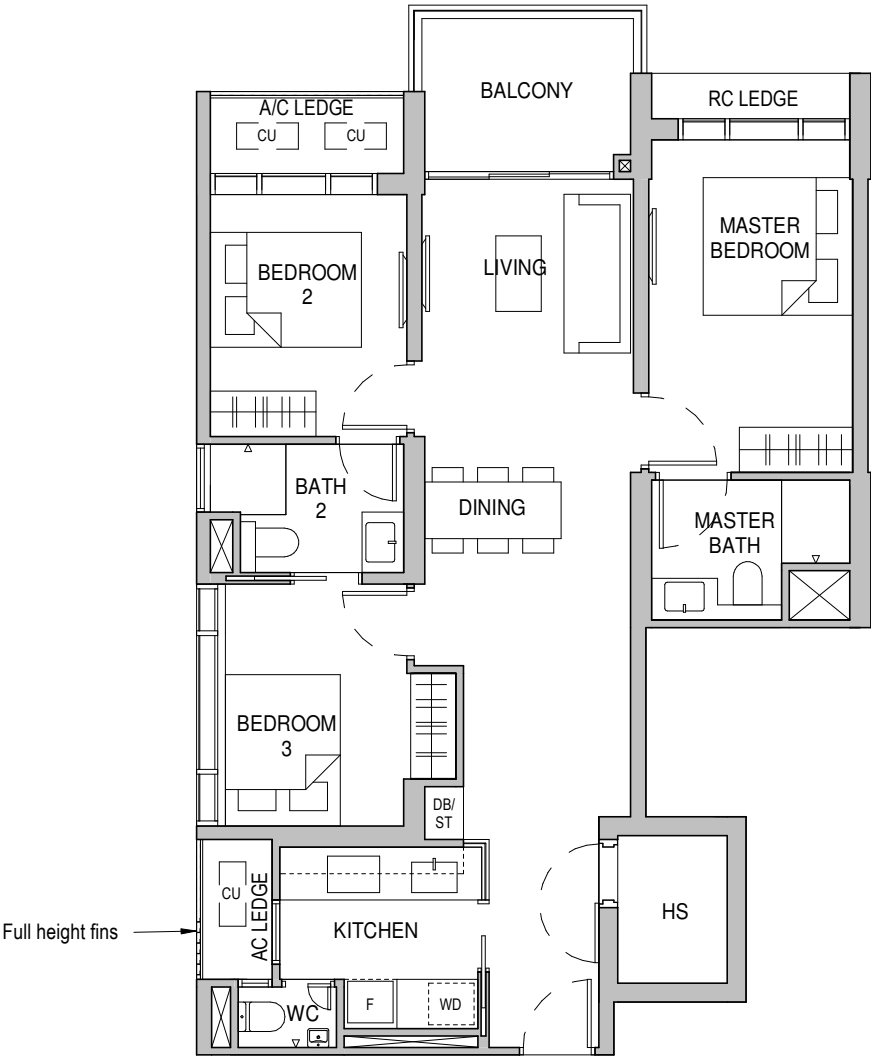 BALCONY
A/C LEDGE
CU
CU
RC LEDGE
MASTER
BEDROOM
BEDROOM
2
LIVING
BATH
2
DINING
MASTER
BATH
BEDROOM
3
DB/
ST
CU
AC LEDGE
KITCHEN
HS
Full height fins
WC
F
WD